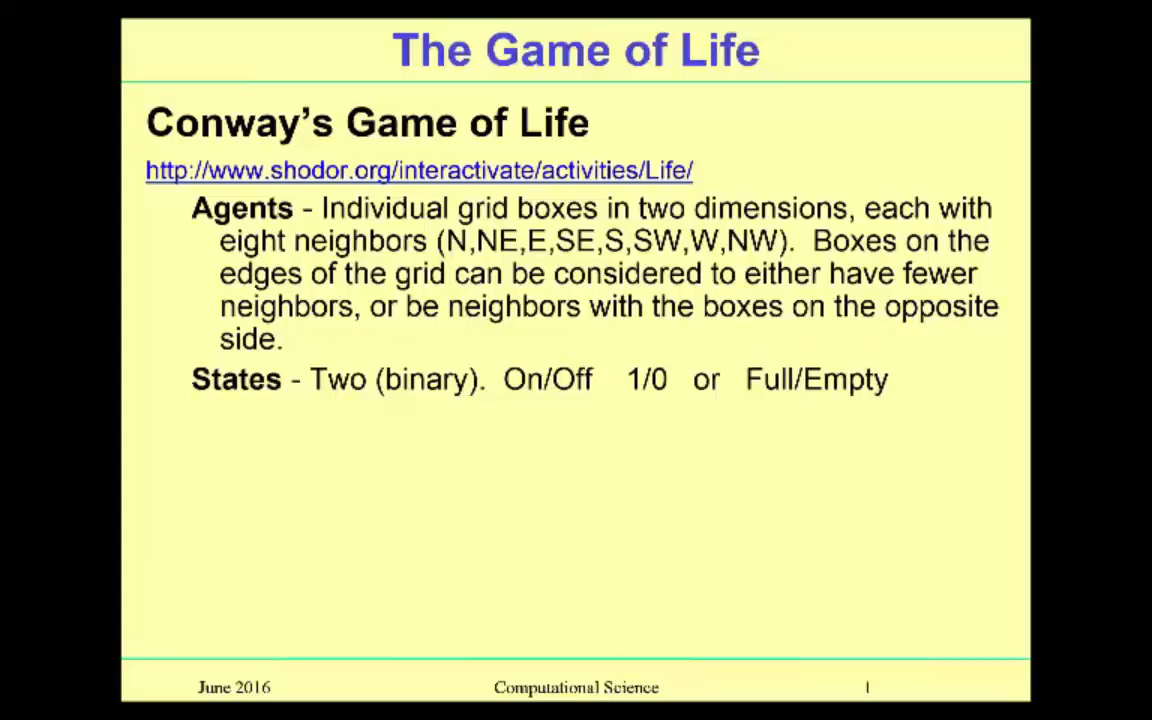 The Game of Life
Conway's Game of Life
http://www.shodor.org/interactivate/activities/Life/
Agents - Individual grid boxes in two dimensions, each with
eight neighbors (N,NE,E,SE,S,SW,W,NW).  Boxes on the
edges of the grid can be considered to either have fewer
neighbors, or be neighbors with the boxes on the opposite
side.
States - Two (binary).  On/Off    1/0   or   Full/Empty
June 2016    Computational Science    1